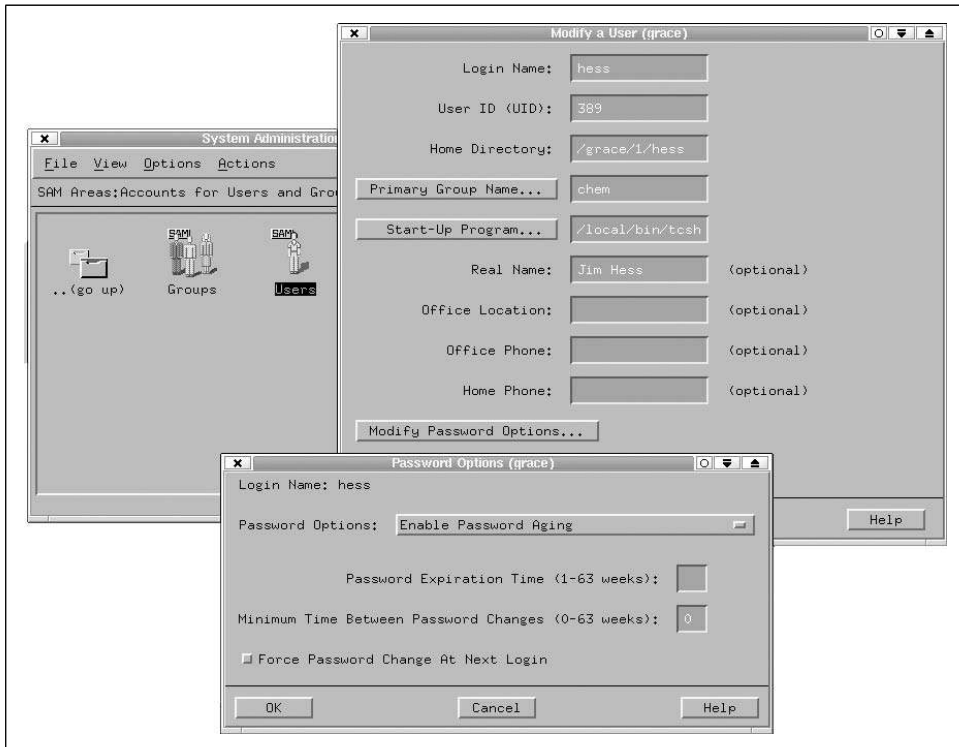 Modify a User (grace)
Login Name: hess
User ID (UID): 389
Home Directory: /grace/1/hess
Primary Group Name... chem
Start-Up Program... /local/bin/tcsh
Real Name: Jim Hess (optional)
Office Location: (optional)
Office Phone: (optional)
Home Phone: (optional)
Modify Password Options...
Help
System Administratio
File View Options Actions
SAM Areas:Accounts for Users and Gro
SAM SAM
..(go up) Groups Users
Password Options (grace)
Login Name: hess
Password Options: Enable Password Aging
Password Expiration Time (1-63 weeks):
Minimum Time Between Password Changes (0-63 weeks): 0
Force Password Change At Next Login
OK Cancel Help